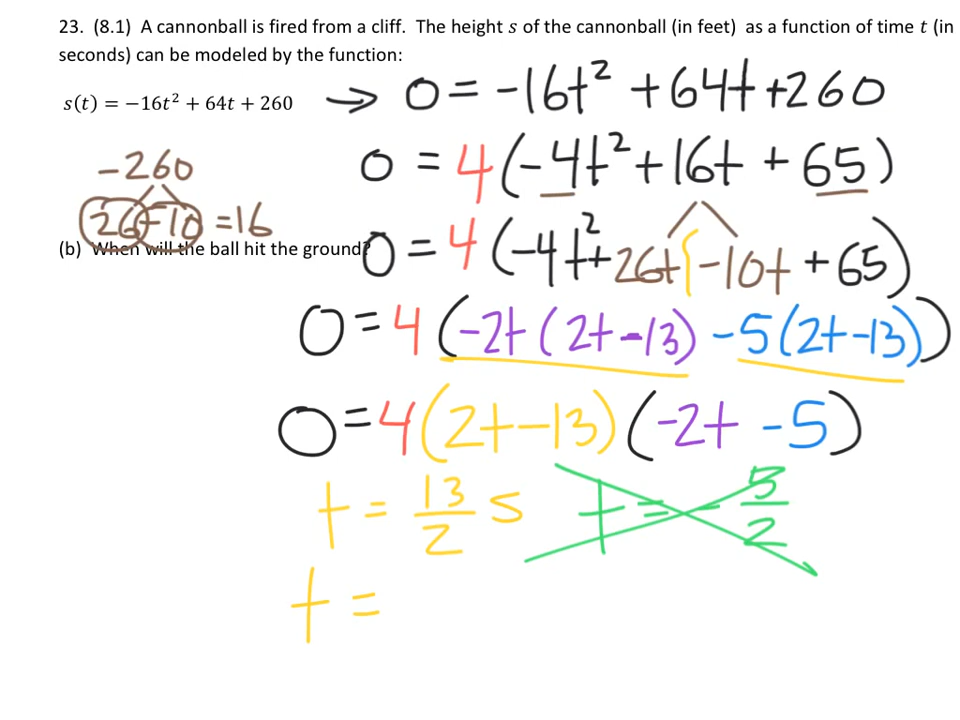 23. (8.1) A cannonball is fired from a cliff. The height s of the cannonball (in feet) as a function of time t (in
seconds) can be modeled by the function:
s(t) = −16t² + 64t + 260 → 0 = -16t² + 64t + 260
0 = 4(-4t² + 16t + 65)
-260
26 -10 = 16
(b) When will the ball hit the ground?
0 = 4(-4t² + 26t -10t + 65)
0 = 4(-2t(2t-13) -5(2t-13))
0 = 4(2t-13)(-2t -5)
t = 13/2 s t = -5/2
t =